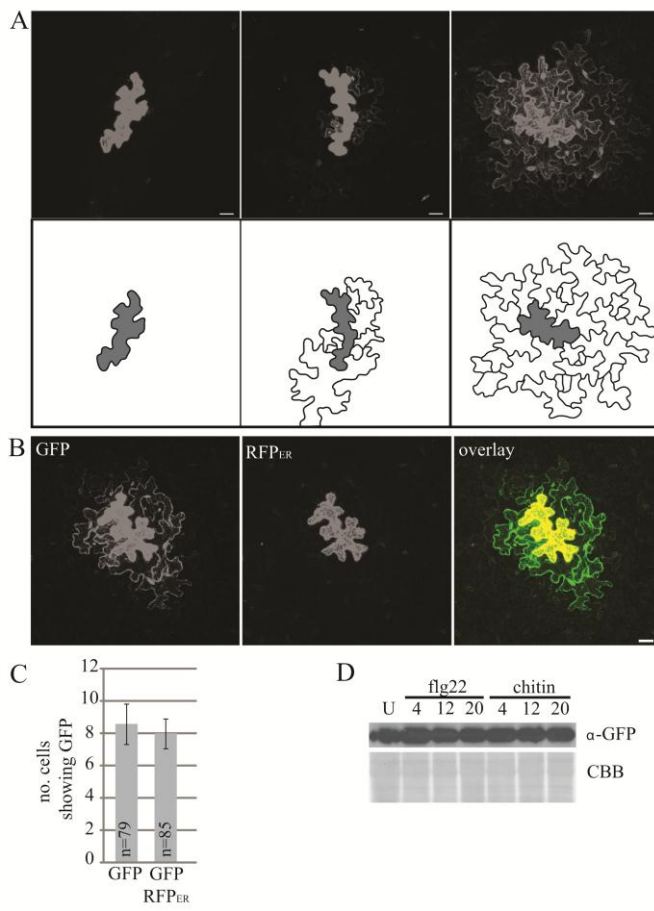 A
B
GFP
RFPER
overlay
C
no. cells
showing GFP
12
10
8
6
4
2
0
n=79
n=85
GFP
GFP
RFPER
D
flg22
chitin
U
4
12
20
4
12
20
α-GFP
CBB